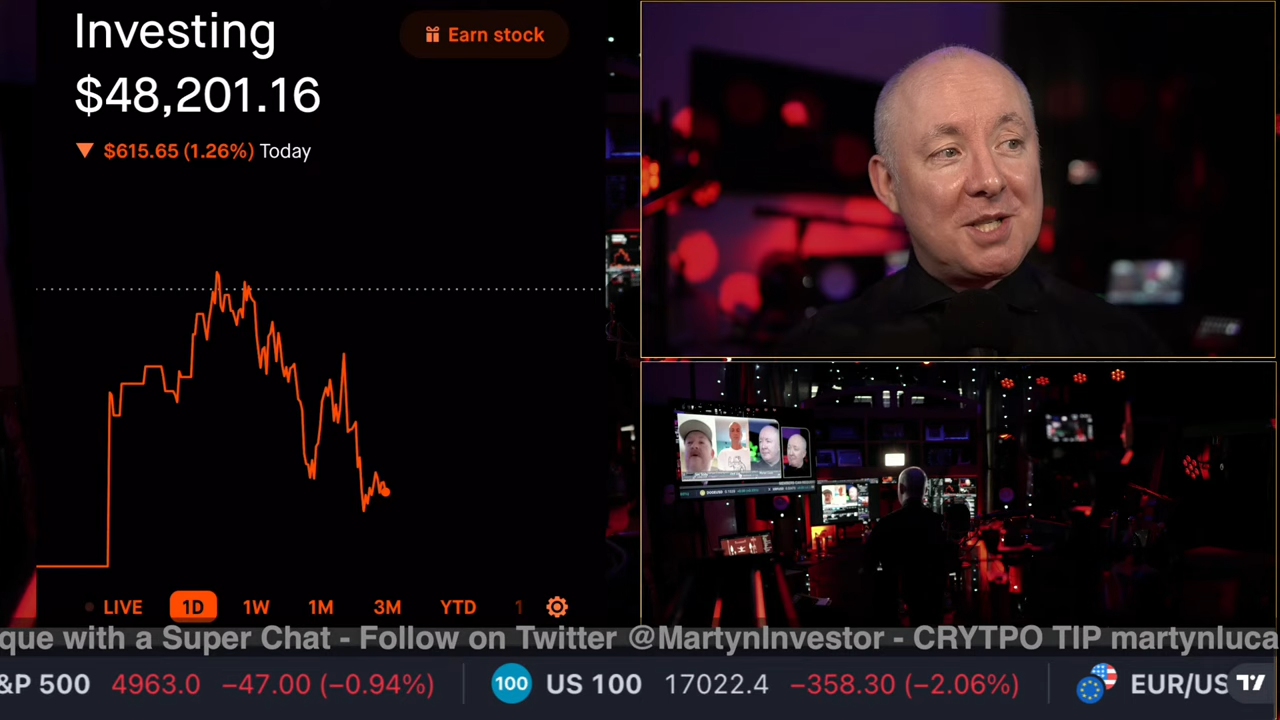 Investing
Earn stock
$48,201.16
▼ $615.65 (1.26%) Today
LIVE 1D 1W 1M 3M YTD 1
que with a Super Chat - Follow on Twitter @MartynInvestor - CRYTPO TIP martynluca
&P 500 4963.0 −47.00 (−0.94%) 100 US 100 17022.4 −358.30 (−2.06%) EUR/US